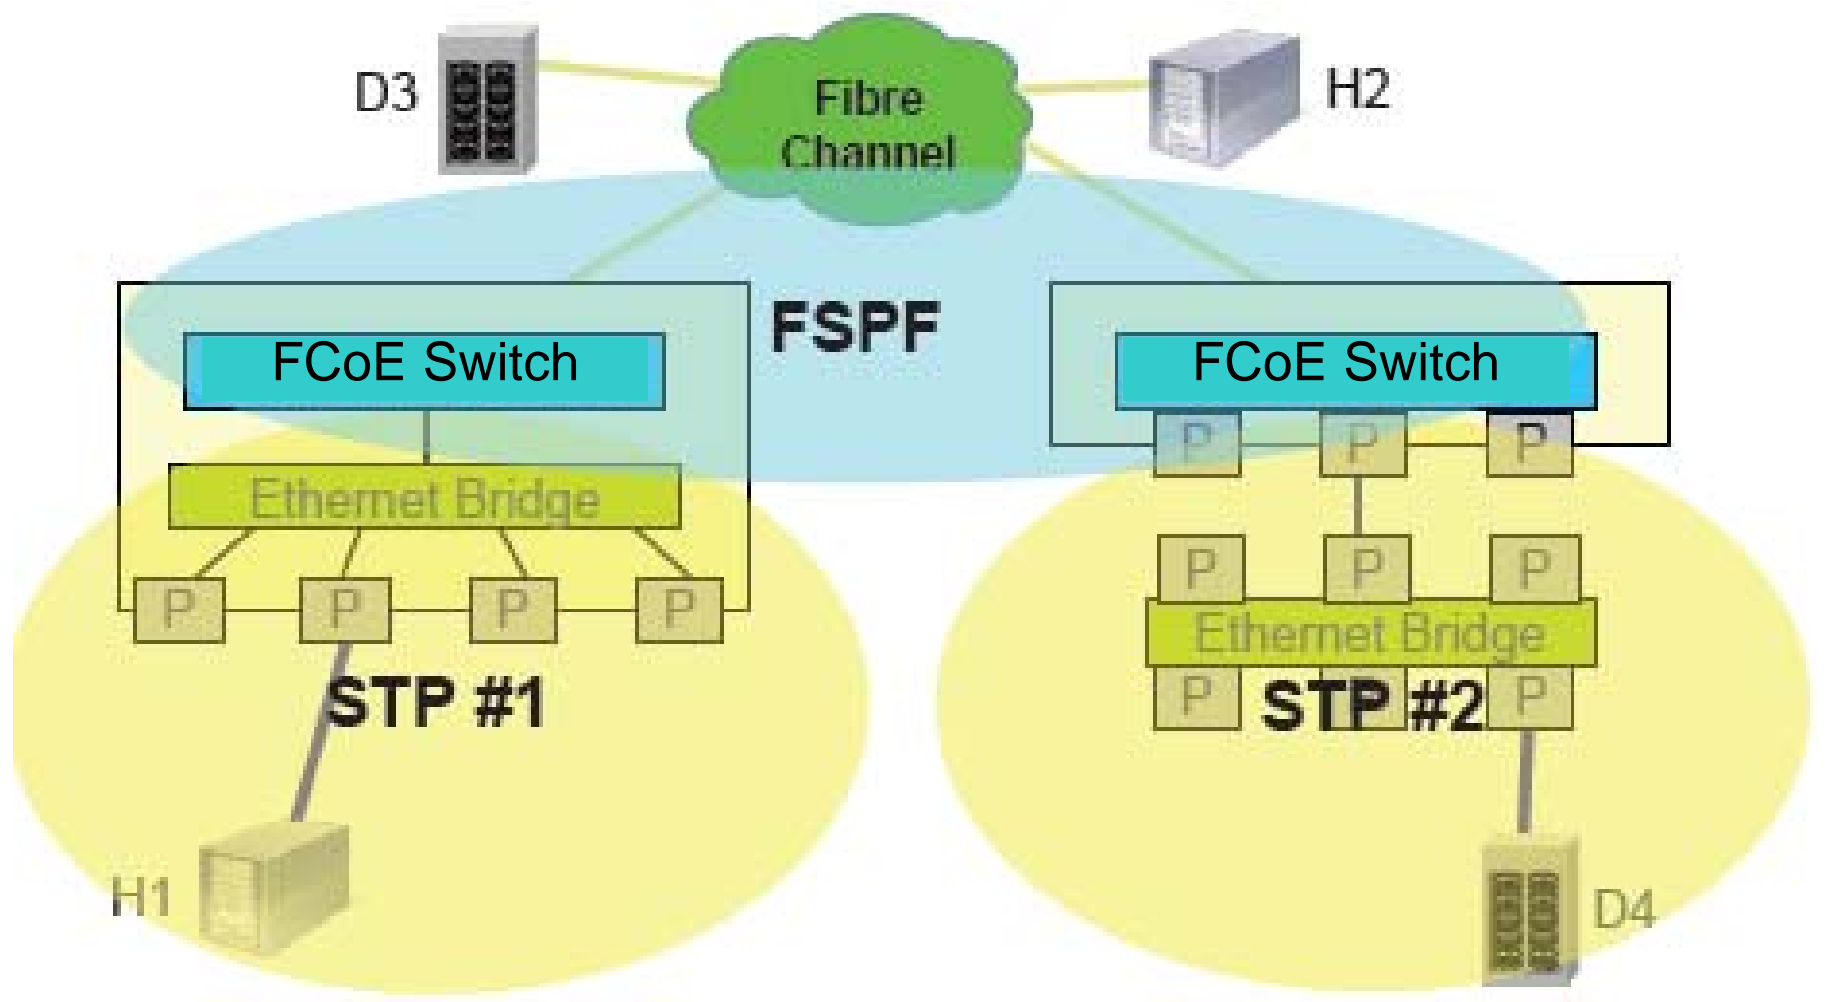 D3
Fibre
Channel
H2
FSPF
FCoE Switch
FCoE Switch
P P P
Ethernet Bridge
P P P
P P P P
Ethernet Bridge
STP #1
P P P
STP #2
H1
D4